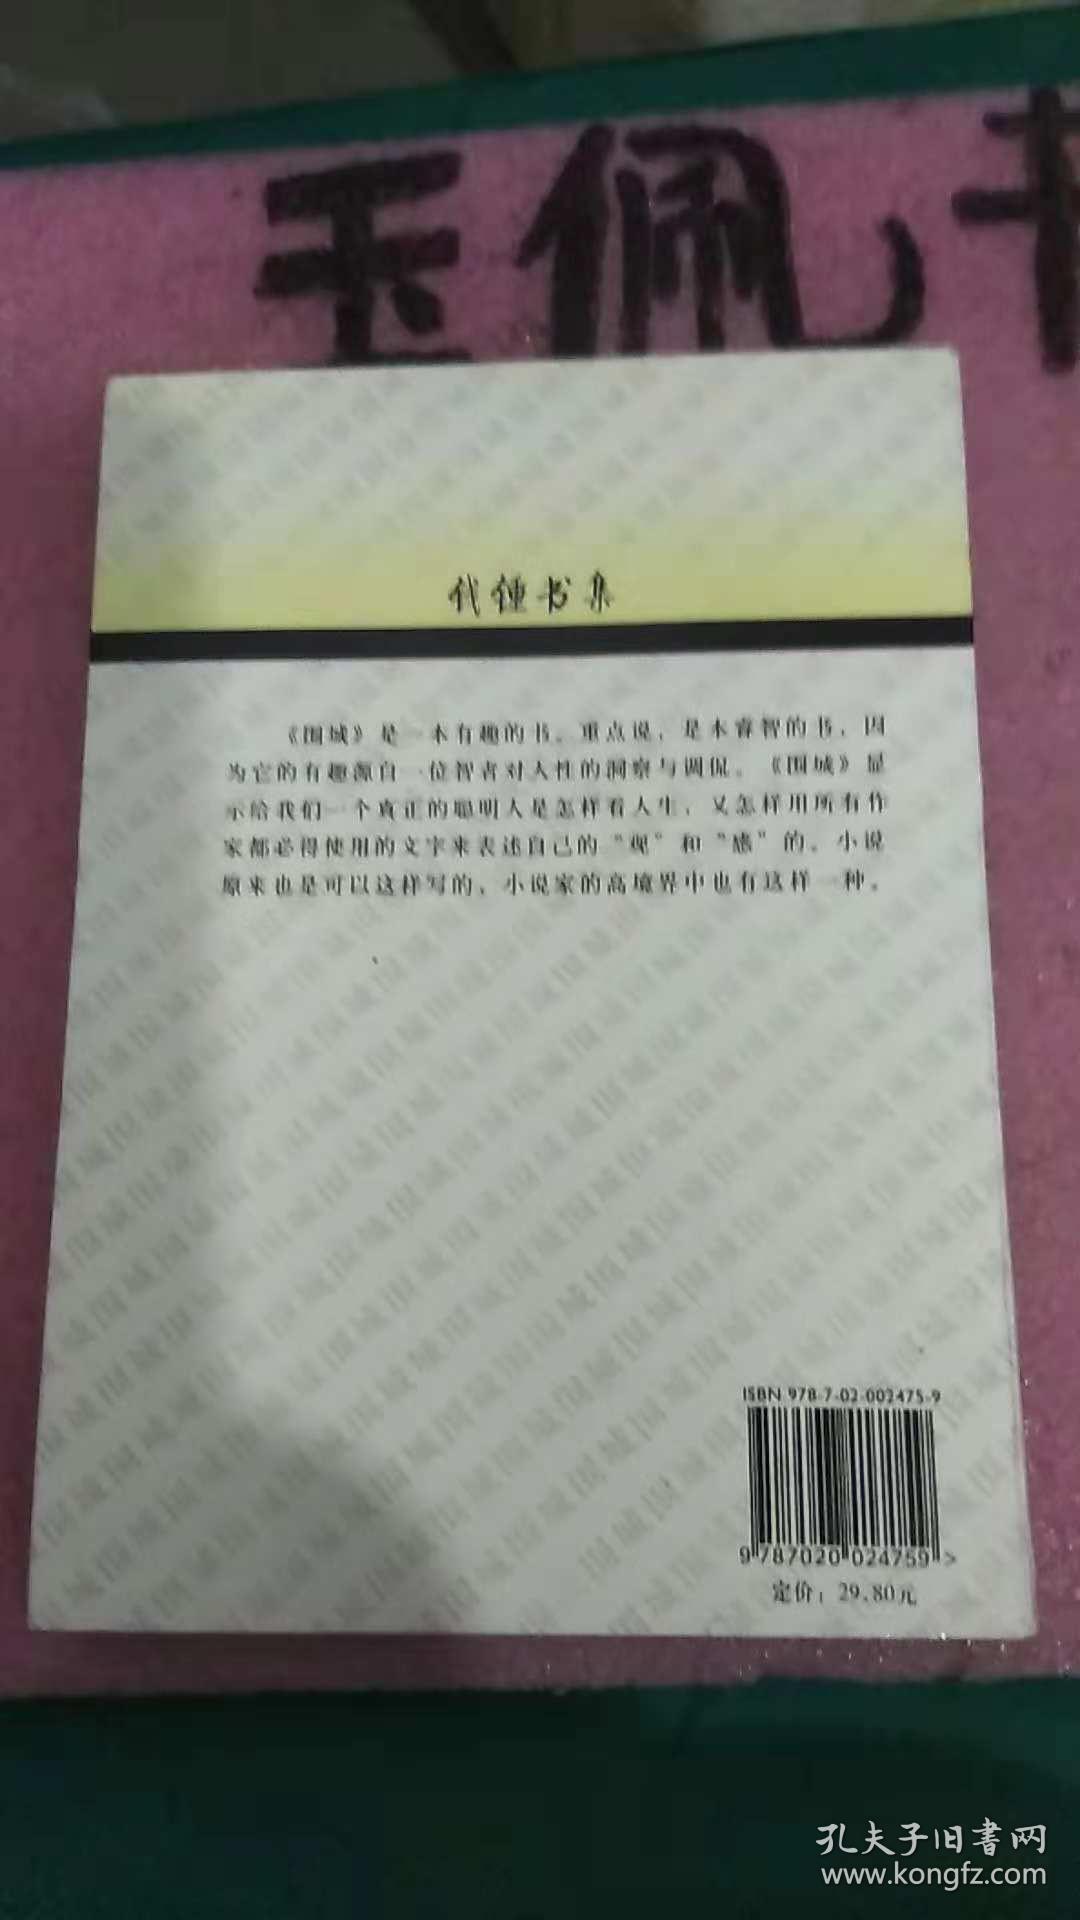 玉佩书
代锺书集
《围城》是一本有趣的书。重点说，是本睿智的书，因
为它的有趣源自一位智者对人性的洞察与调侃。《围城》显
示给我们一个真正的聪明人是怎样看人生，又怎样用所有作
家都必得使用的文字来表述自己的“观”和“感”的。小说
原来也是可以这样写的，小说家的高境界中也有这样一种。
ISBN 978-7-02-002475-9
9 787020 024759 >
定价：29.80元
孔夫子旧書网
www.kongfz.com